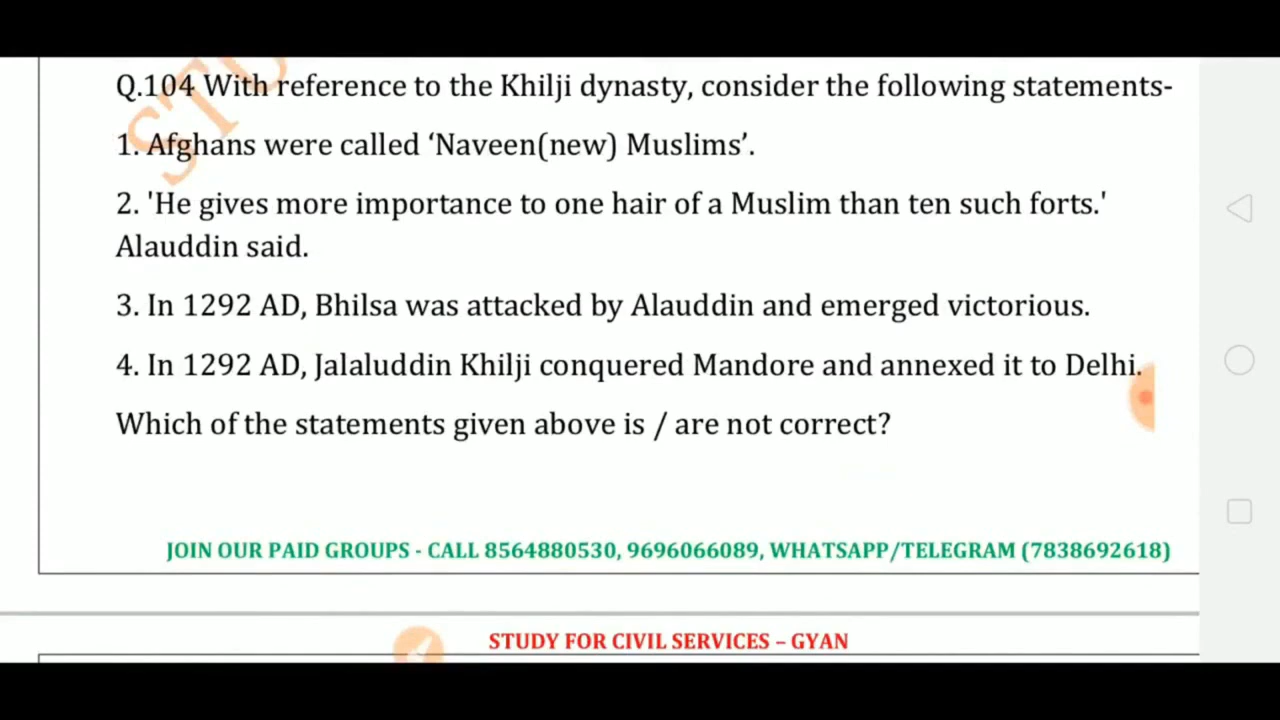 Q.104 With reference to the Khilji dynasty, consider the following statements-
1. Afghans were called ‘Naveen(new) Muslims’.
2. 'He gives more importance to one hair of a Muslim than ten such forts.'
Alauddin said.
3. In 1292 AD, Bhilsa was attacked by Alauddin and emerged victorious.
4. In 1292 AD, Jalaluddin Khilji conquered Mandore and annexed it to Delhi.
Which of the statements given above is / are not correct?
JOIN OUR PAID GROUPS - CALL 8564880530, 9696066089, WHATSAPP/TELEGRAM (7838692618)
STUDY FOR CIVIL SERVICES – GYAN